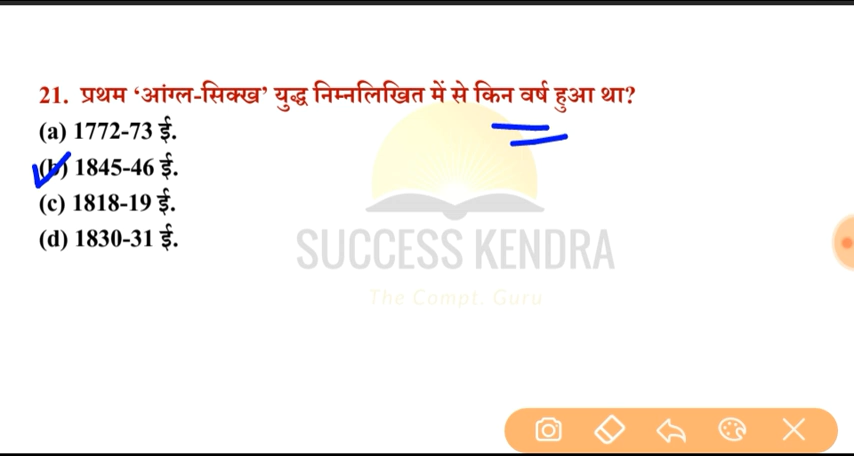 21. प्रथम ‘आंग्ल-सिक्ख’ युद्ध निम्नलिखित में से किन वर्ष हुआ था?
(a) 1772-73 ई.
(b) 1845-46 ई.
(c) 1818-19 ई.
(d) 1830-31 ई.
SUCCESS KENDRA
The Compt. Guru